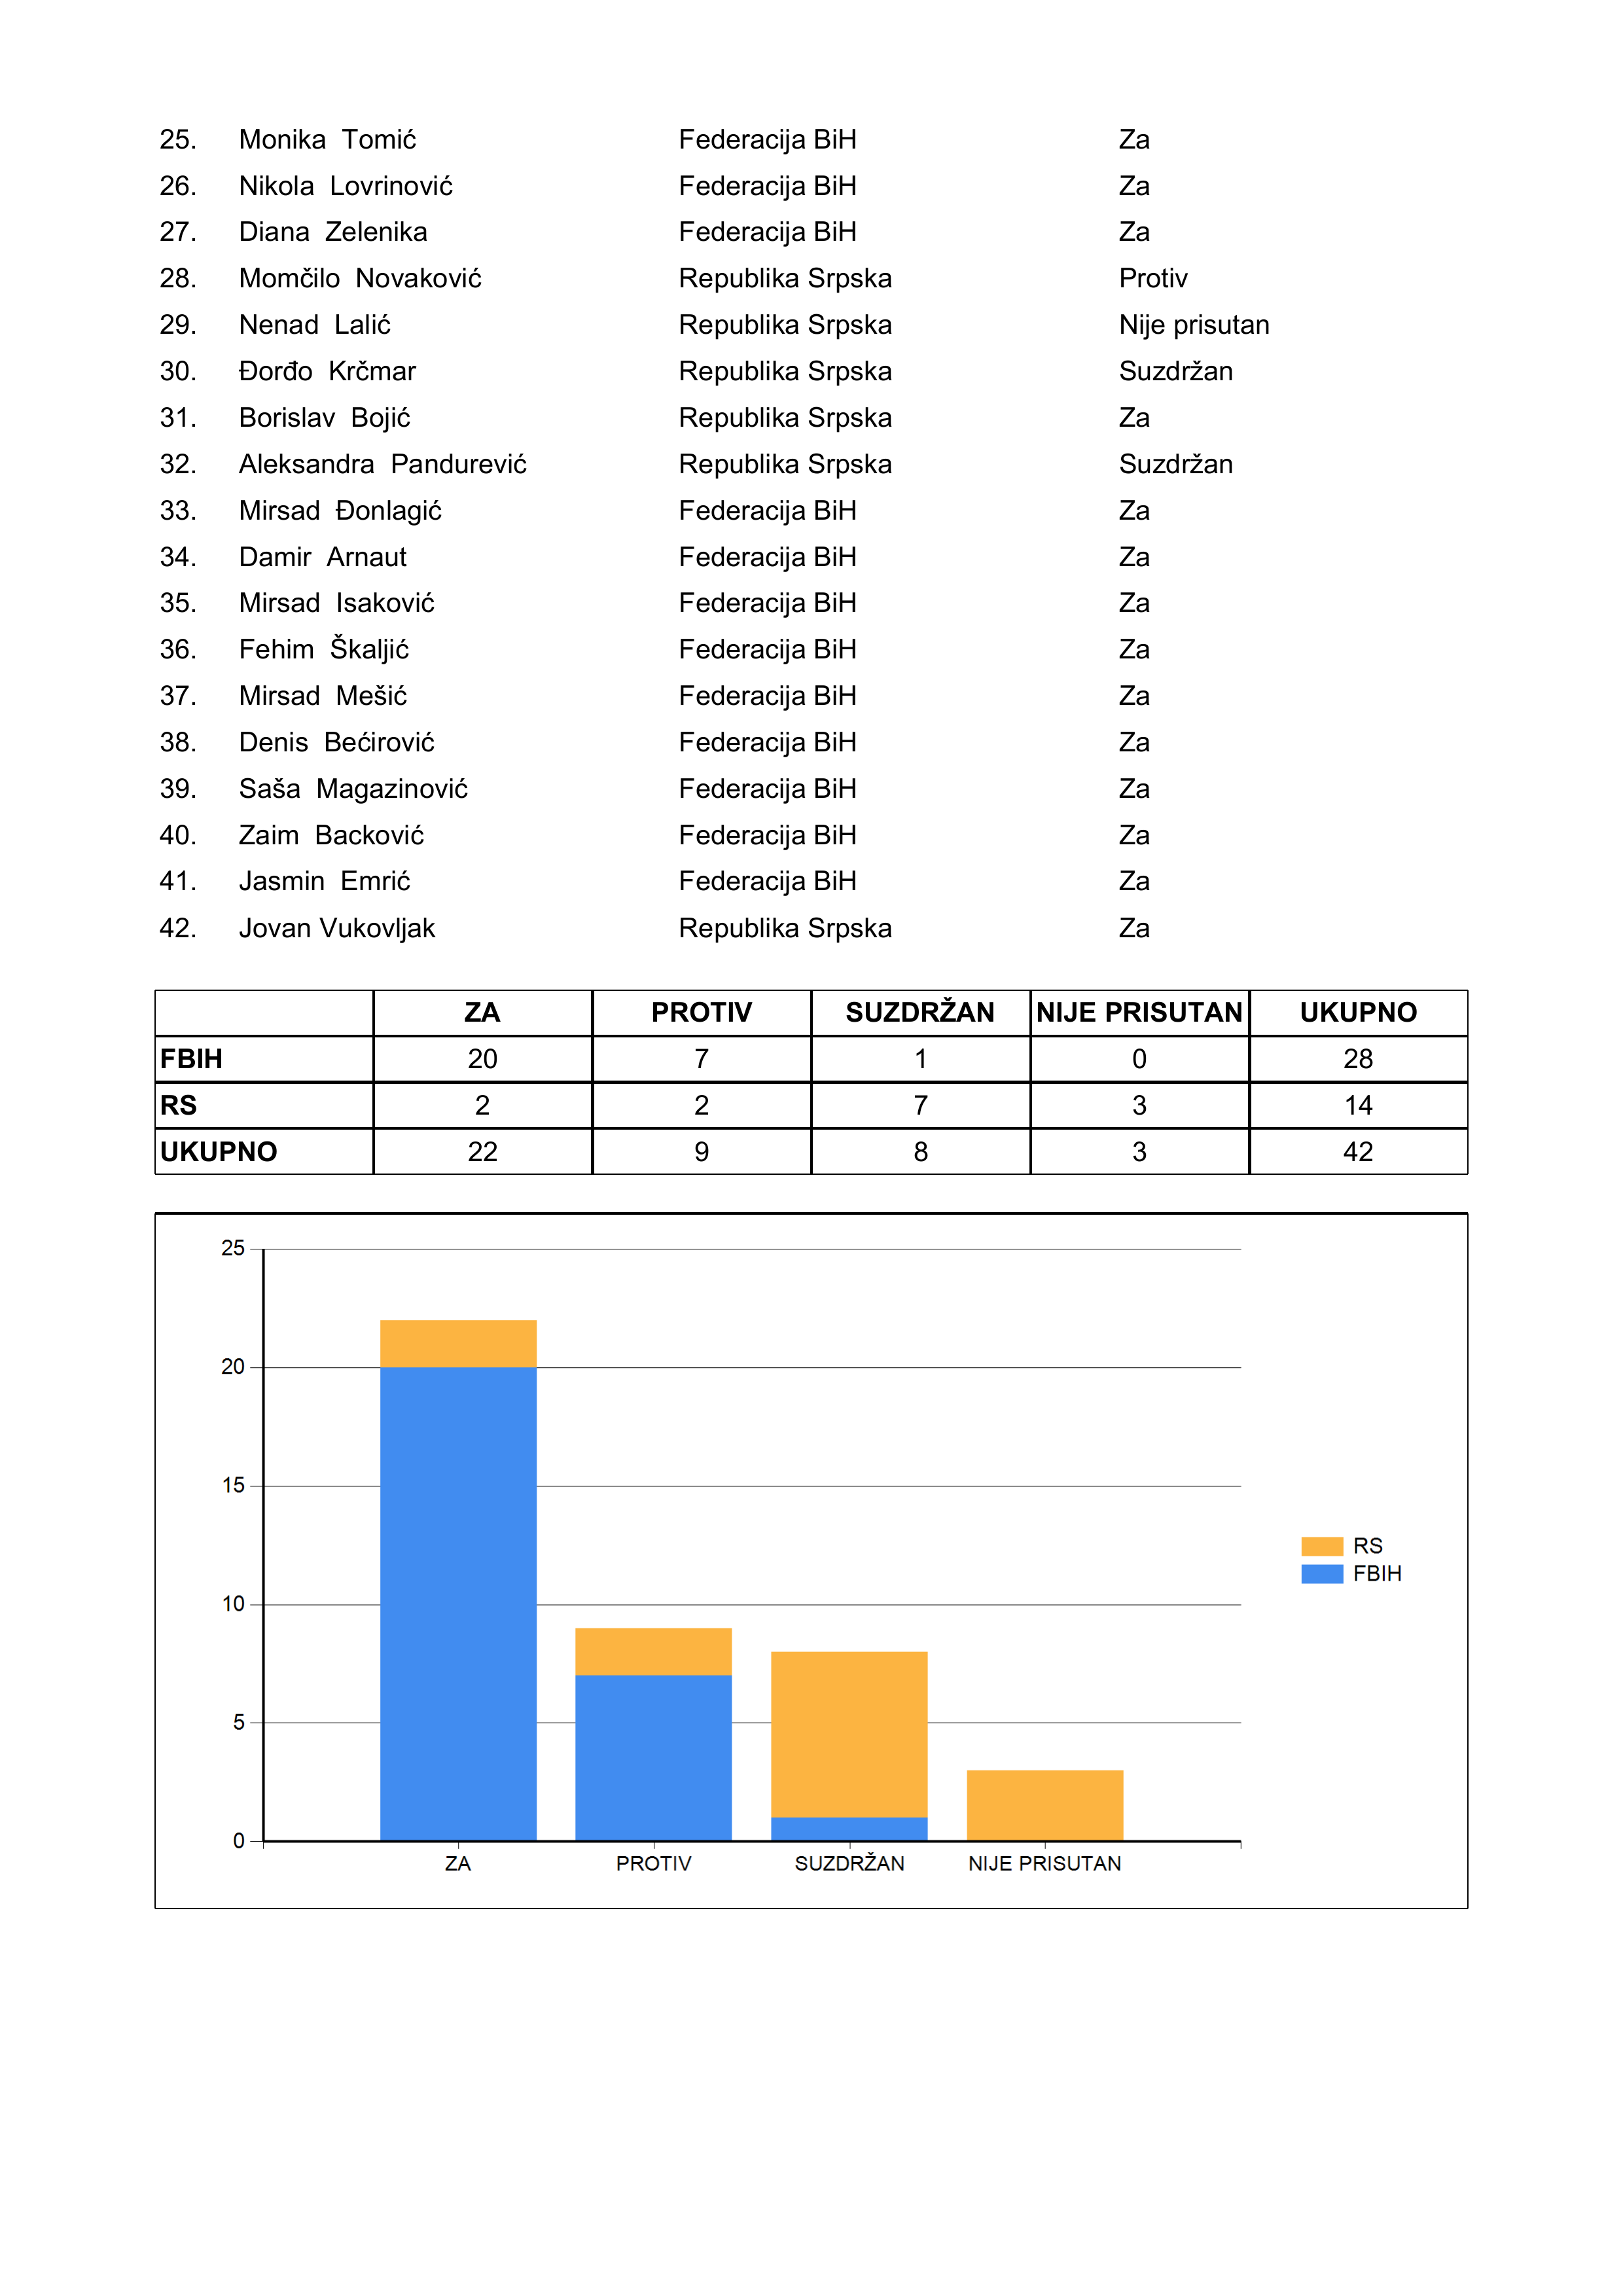 25. Monika Tomić Federacija BiH Za
26. Nikola Lovrinović Federacija BiH Za
27. Diana Zelenika Federacija BiH Za
28. Momčilo Novaković Republika Srpska Protiv
29. Nenad Lalić Republika Srpska Nije prisutan
30. Đorđo Krčmar Republika Srpska Suzdržan
31. Borislav Bojić Republika Srpska Za
32. Aleksandra Pandurević Republika Srpska Suzdržan
33. Mirsad Đonlagić Federacija BiH Za
34. Damir Arnaut Federacija BiH Za
35. Mirsad Isaković Federacija BiH Za
36. Fehim Škaljić Federacija BiH Za
37. Mirsad Mešić Federacija BiH Za
38. Denis Bećirović Federacija BiH Za
39. Saša Magazinović Federacija BiH Za
40. Zaim Backović Federacija BiH Za
41. Jasmin Emrić Federacija BiH Za
42. Jovan Vukovljak Republika Srpska Za
ZA PROTIV SUZDRŽAN NIJE PRISUTAN UKUPNO
FBIH 20 7 1 0 28
RS 2 2 7 3 14
UKUPNO 22 9 8 3 42
25
20
15
10
5
0
ZA PROTIV SUZDRŽAN NIJE PRISUTAN
RS
FBIH